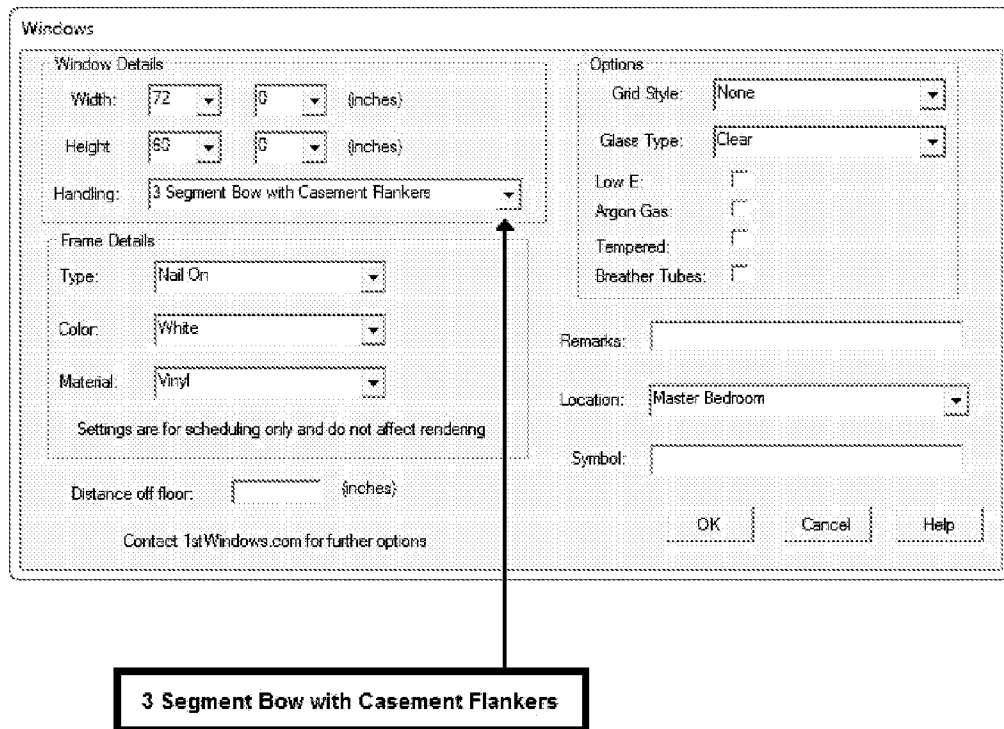 Windows
Window Details
Width: 72 0 (inches)
Height 60 0 (inches)
Handling: 3 Segment Bow with Casement Flankers
Frame Details
Type: Nail On
Color: White
Material: Vinyl
Settings are for scheduling only and do not affect rendering
Distance off floor: (inches)
Contact 1stWindows.com for further options
Options
Grid Style: None
Glass Type: Clear
Low E:
Argon Gas:
Tempered:
Breather Tubes:
Remarks:
Location: Master Bedroom
Symbol:
OK Cancel Help
3 Segment Bow with Casement Flankers